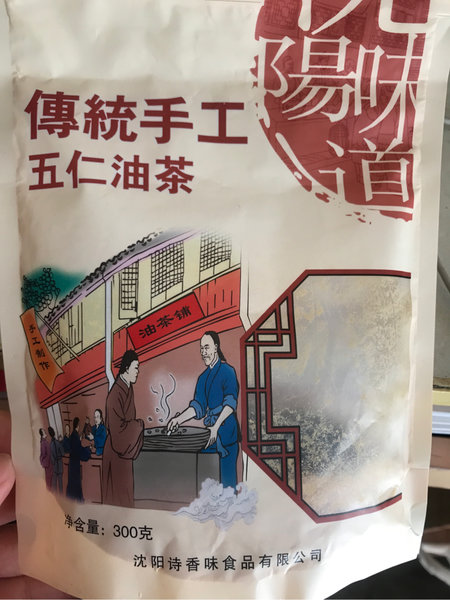 沈陽味道
傳統手工
五仁油茶
油茶铺
手工制作
净含量：300克
沈阳诗香味食品有限公司